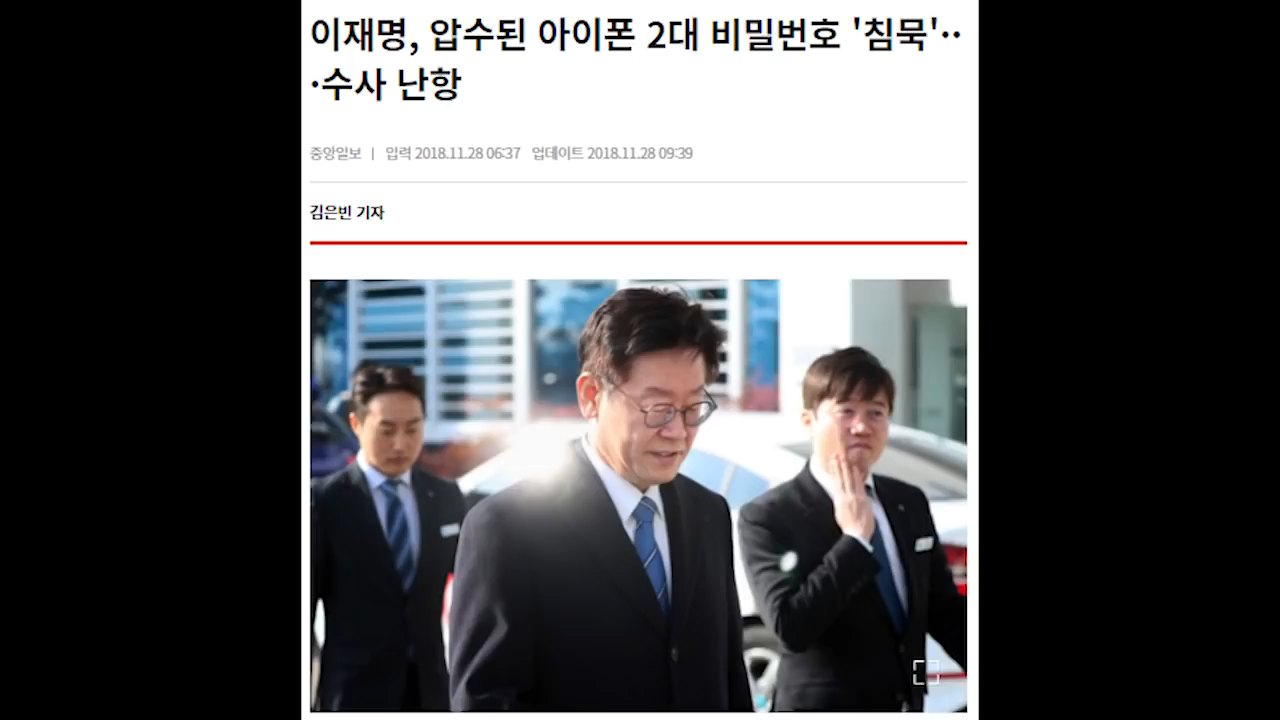 이재명, 압수된 아이폰 2대 비밀번호 '침묵'··
·수사 난항
중앙일보 | 입력 2018.11.28 06:37 업데이트 2018.11.28 09:39
김은빈 기자